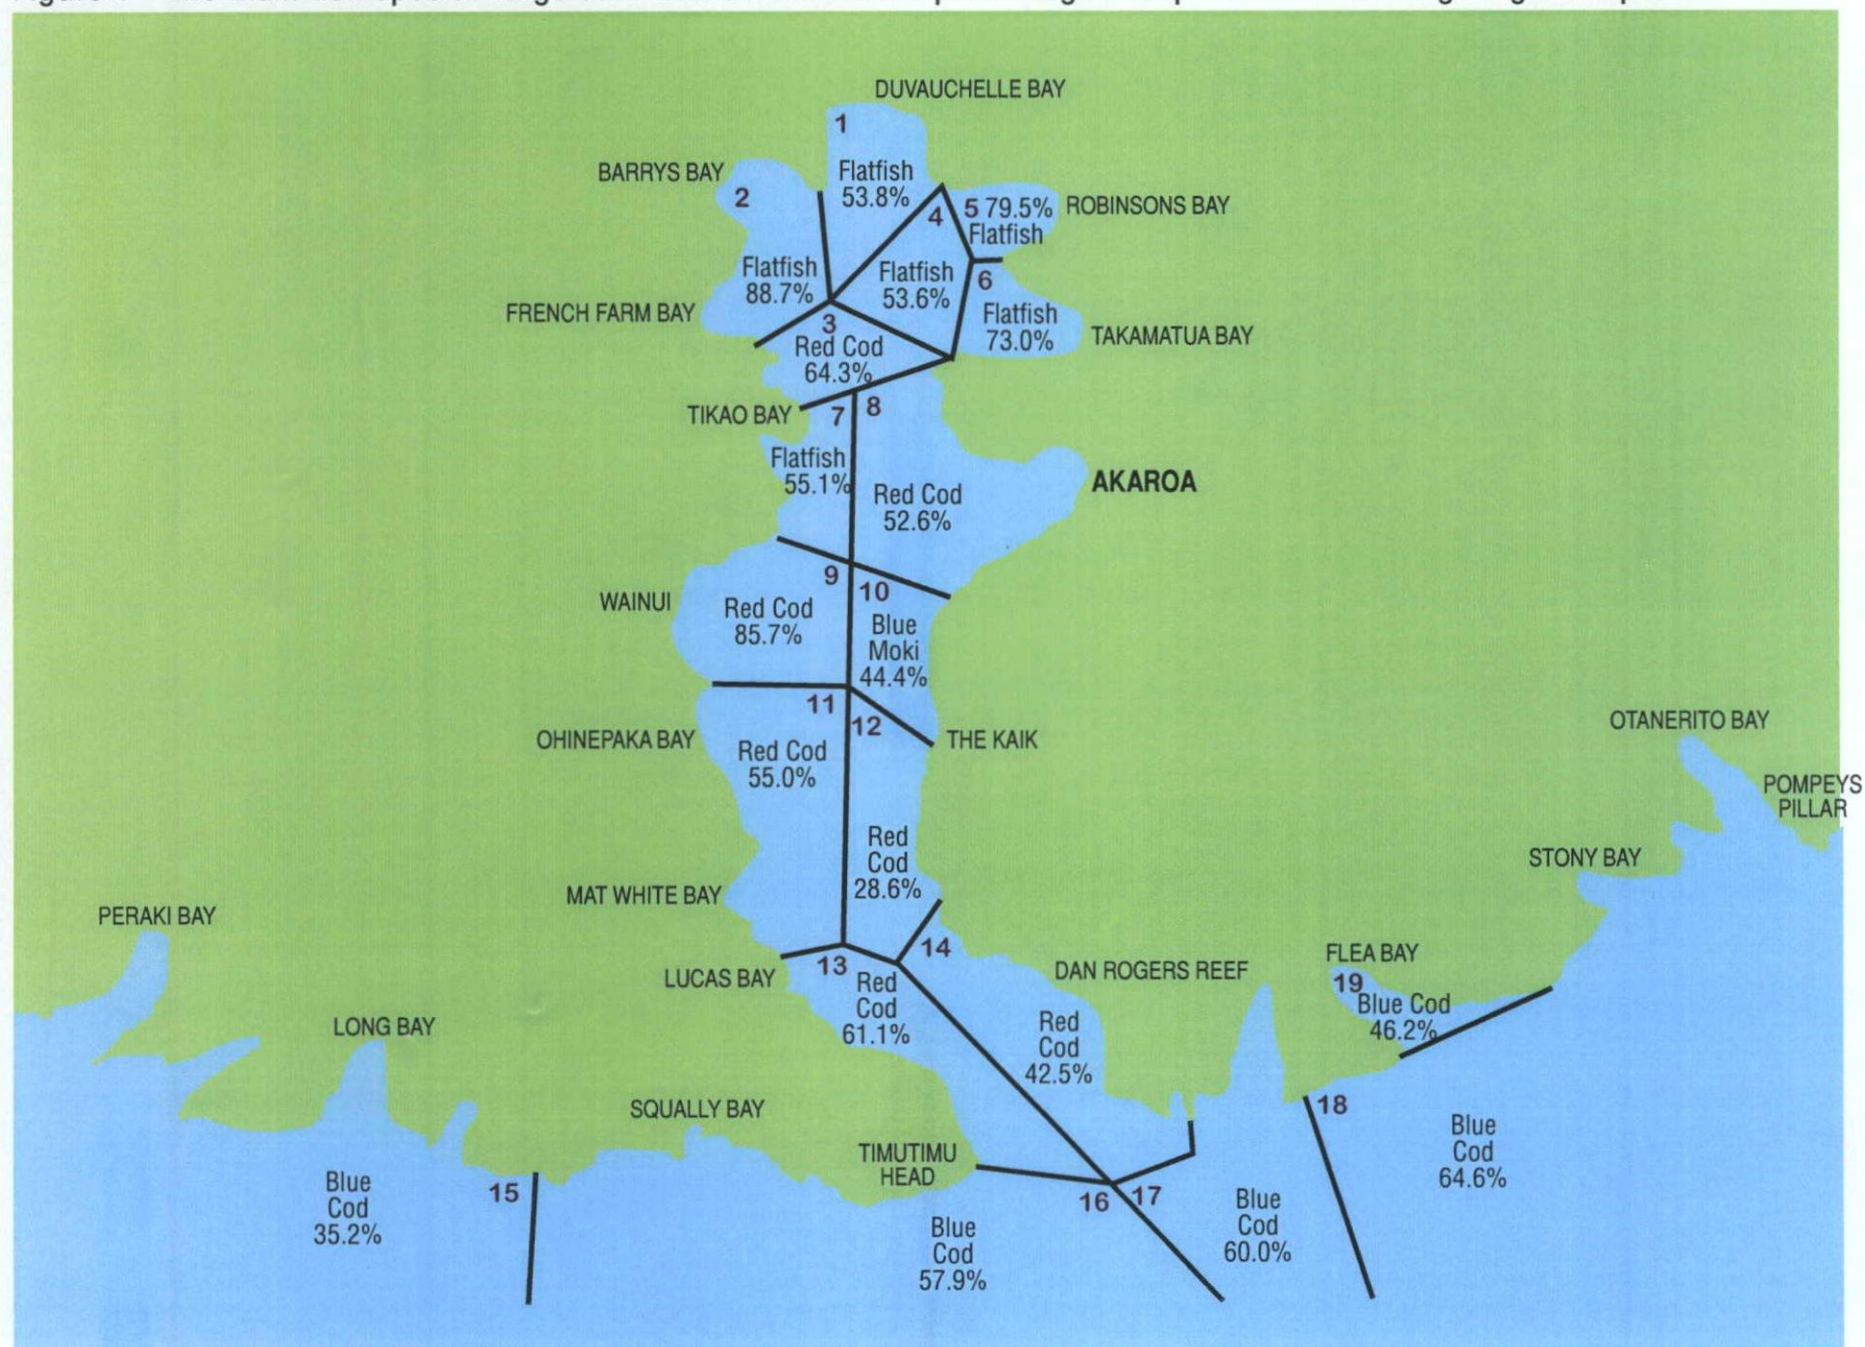 DUVAUCHELLE BAY
1
Flatfish
53.8%
BARRYS BAY
2
Flatfish
88.7%
4
Flatfish
53.6%
5 79.5%
Flatfish
ROBINSONS BAY
6
Flatfish
73.0%
TAKAMATUA BAY
FRENCH FARM BAY
3
Red Cod
64.3%
TIKAO BAY
7
Flatfish
55.1%
8
Red Cod
52.6%
AKAROA
WAINUI
9
Red Cod
85.7%
10
Blue
Moki
44.4%
OHINEPAKA BAY
11
Red Cod
55.0%
12
THE KAIK
Red
Cod
28.6%
MAT WHITE BAY
LUCAS BAY
13
Red
Cod
61.1%
14
Red
Cod
42.5%
DAN ROGERS REEF
OTANERITO BAY
POMPEYS
PILLAR
STONY BAY
FLEA BAY
19
Blue Cod
46.2%
PERAKI BAY
LONG BAY
SQUALLY BAY
TIMUTIMU
HEAD
15
Blue
Cod
35.2%
16
Blue
Cod
57.9%
17
Blue
Cod
60.0%
18
Blue
Cod
64.6%